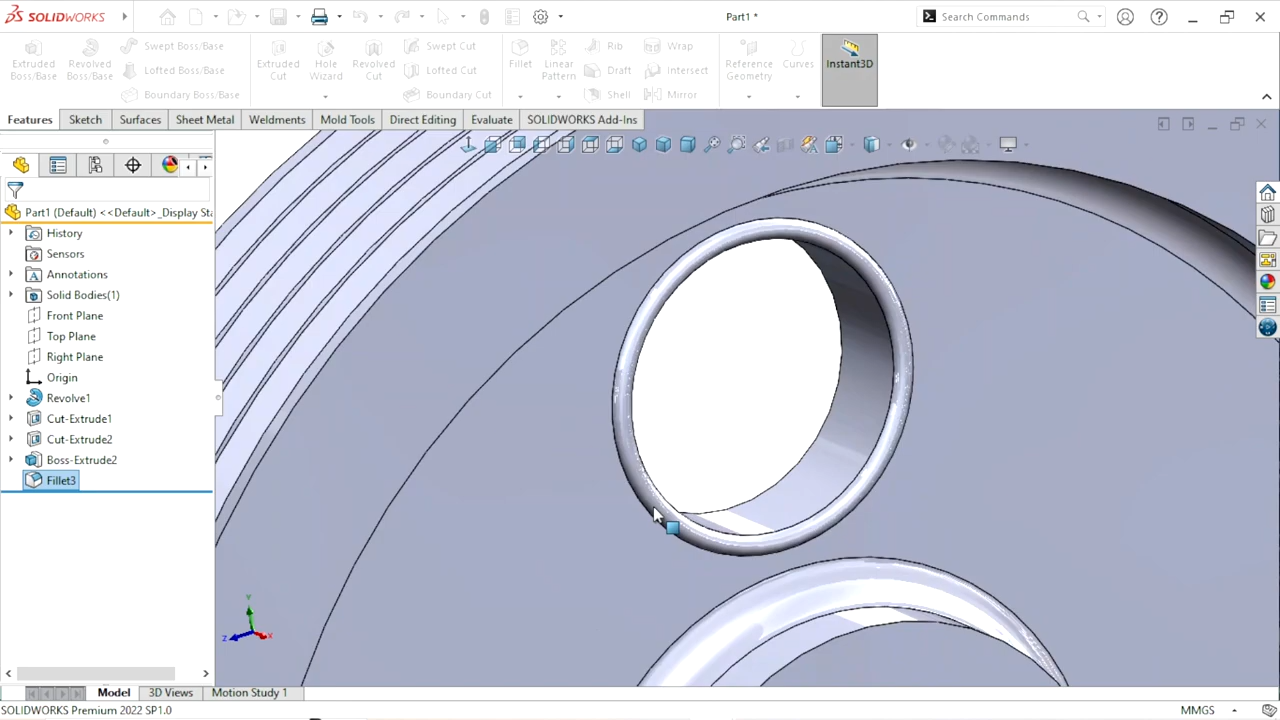 SOLIDWORKS
Part1 *
Search Commands
Extruded Boss/Base
Revolved Boss/Base
Swept Boss/Base
Lofted Boss/Base
Boundary Boss/Base
Extruded Cut
Hole Wizard
Revolved Cut
Swept Cut
Lofted Cut
Boundary Cut
Fillet
Linear Pattern
Rib
Draft
Shell
Wrap
Intersect
Mirror
Reference Geometry
Curves
Instant3D
Features
Sketch
Surfaces
Sheet Metal
Weldments
Mold Tools
Direct Editing
Evaluate
SOLIDWORKS Add-Ins
Part1 (Default) <<Default>_Display Sta
History
Sensors
Annotations
Solid Bodies(1)
Front Plane
Top Plane
Right Plane
Origin
Revolve1
Cut-Extrude1
Cut-Extrude2
Boss-Extrude2
Fillet3
Y
Z
X
Model
3D Views
Motion Study 1
SOLIDWORKS Premium 2022 SP1.0
MMGS